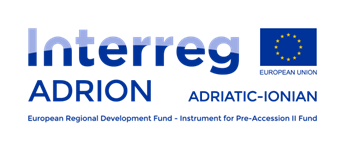 Interreg
EUROPEAN UNION
ADRION ADRIATIC-IONIAN
European Regional Development Fund - Instrument for Pre-Accession II Fund